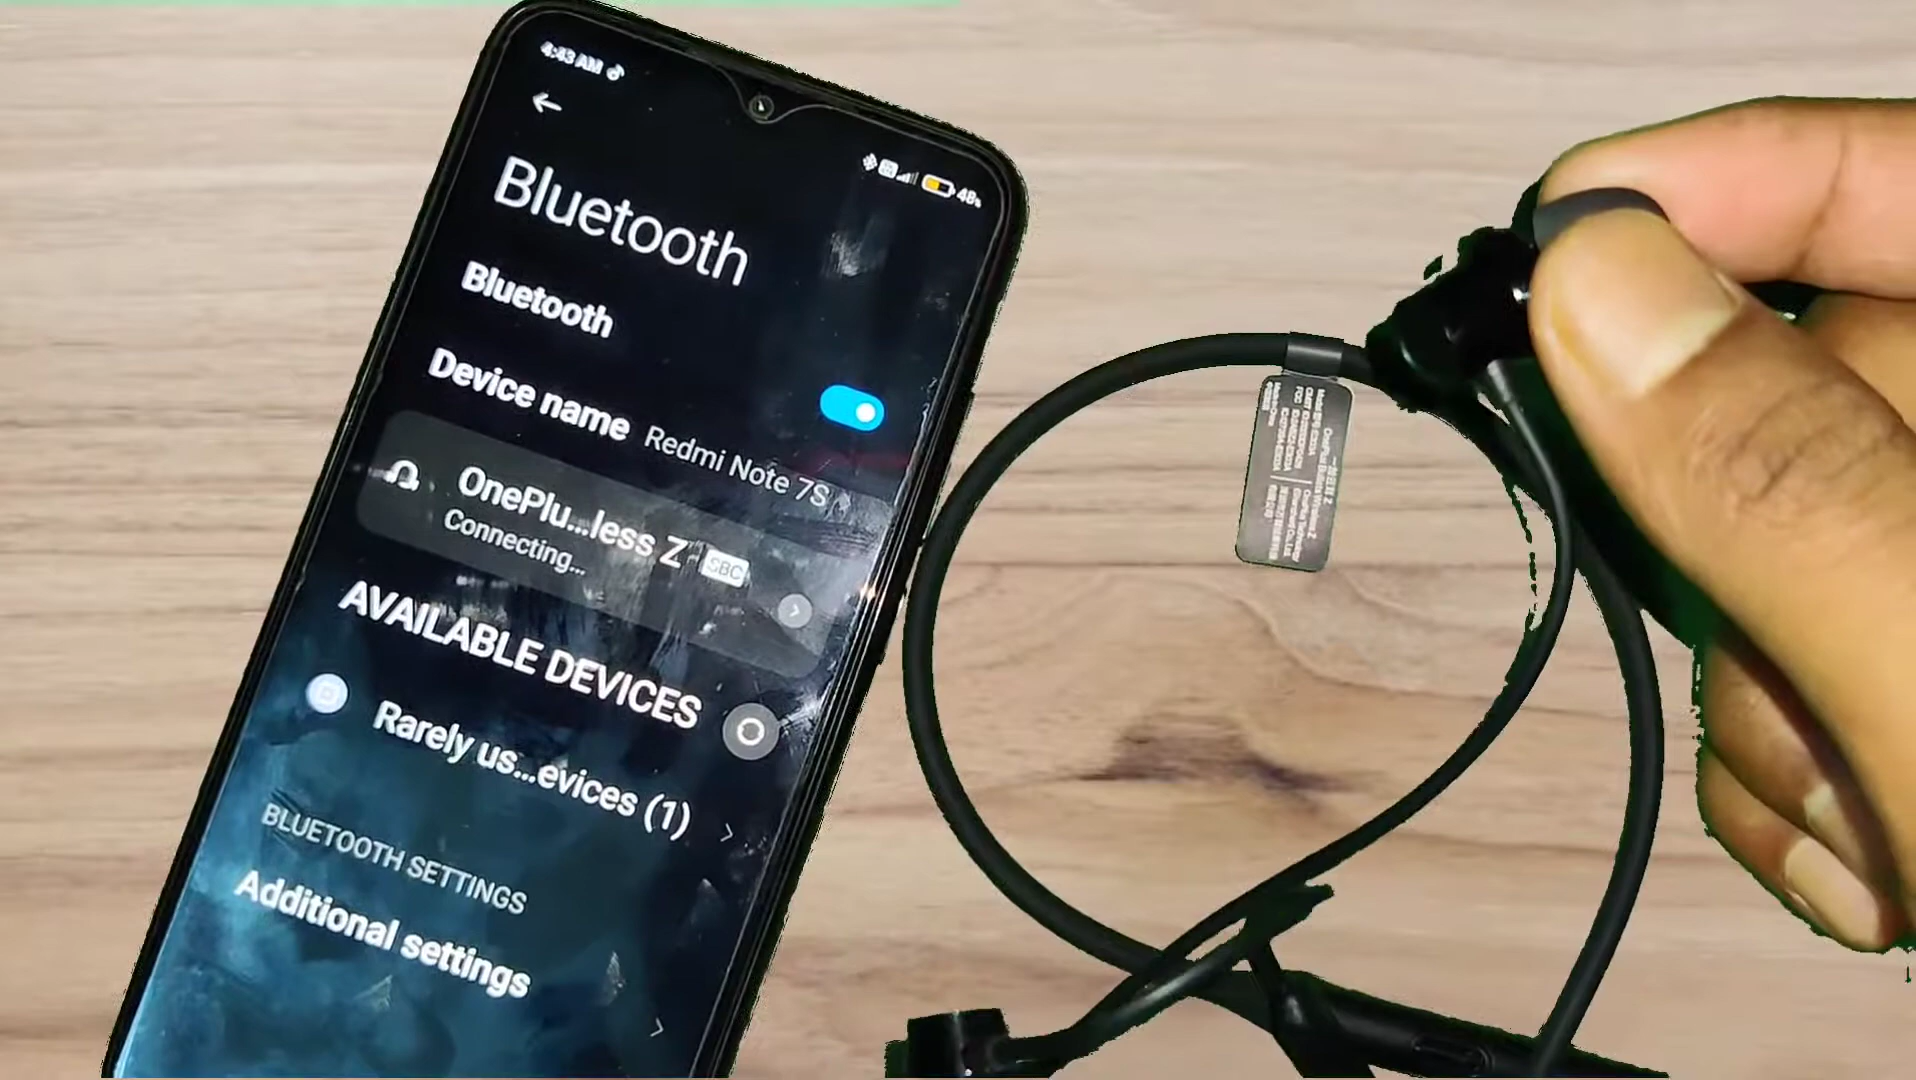 4:43 AM
48%
Bluetooth
Bluetooth
Device name
Redmi Note 7S
OnePlu...less Z
SBC
Connecting...
AVAILABLE DEVICES
Rarely us...evices (1)
BLUETOOTH SETTINGS
Additional settings